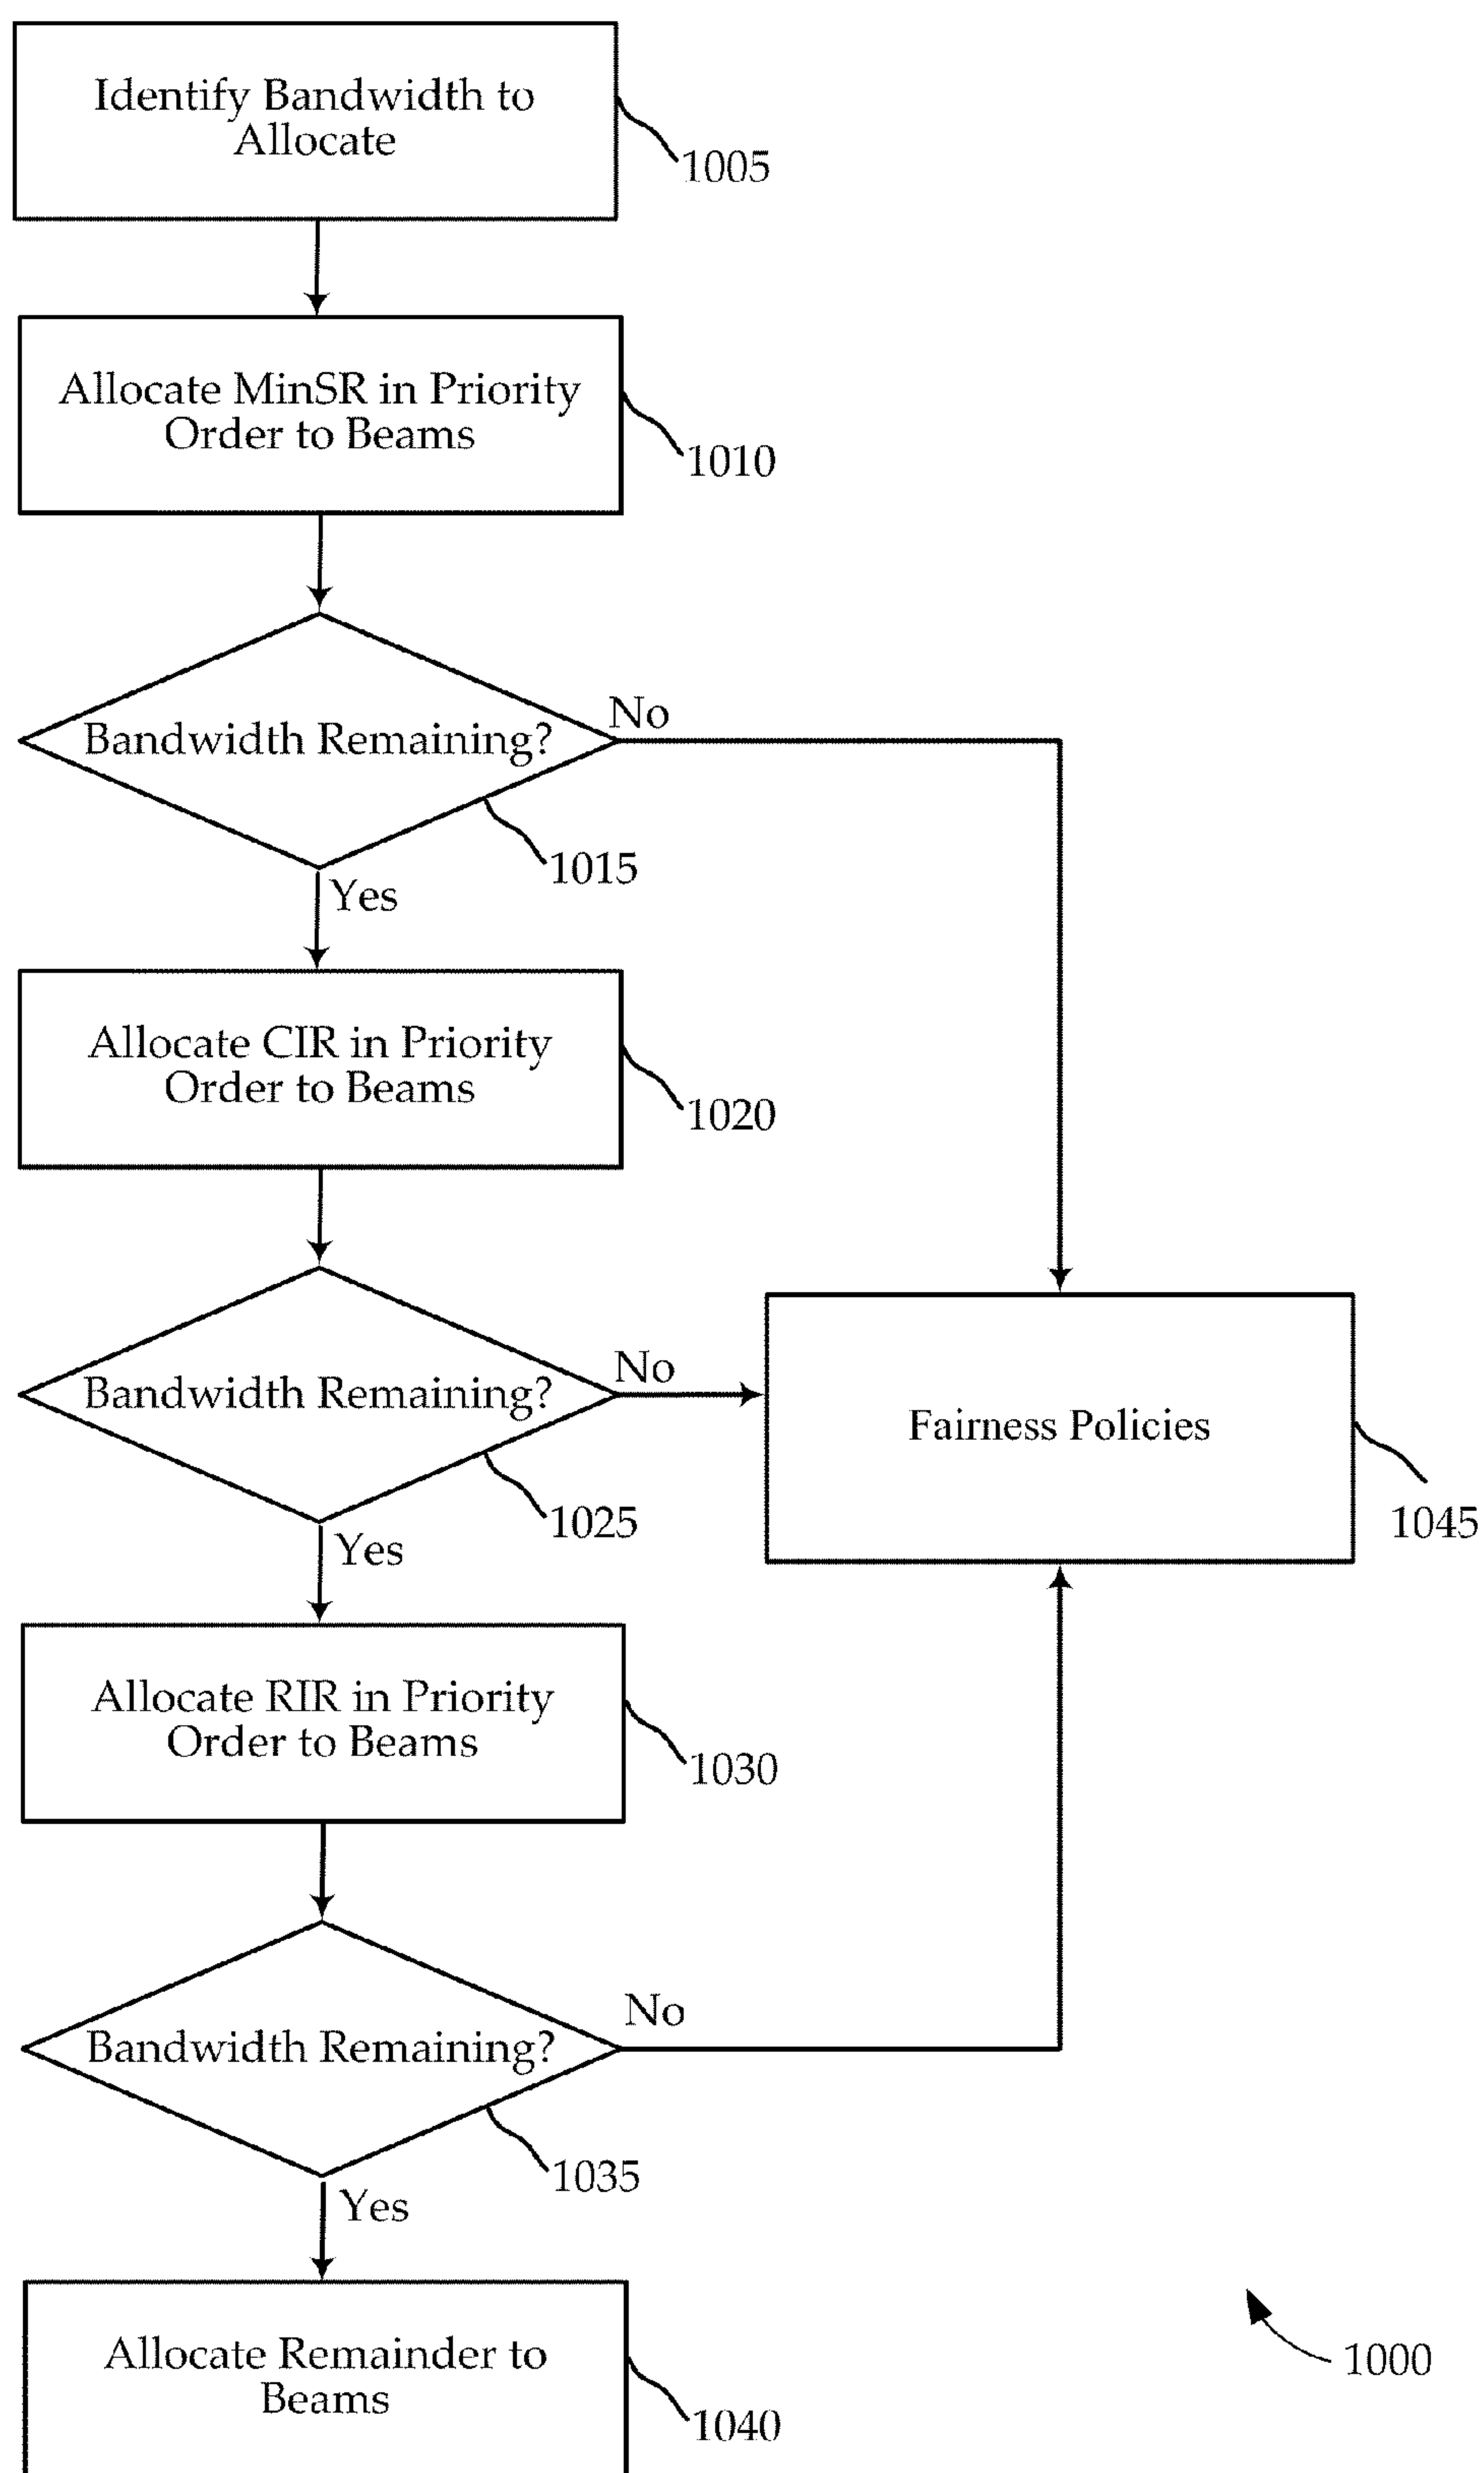 Identify Bandwidth to
Allocate
1005
Allocate MinSR in Priority
Order to Beams
1010
Bandwidth Remaining?
No
1015
Yes
Allocate CIR in Priority
Order to Beams
1020
Bandwidth Remaining?
No
1025
Yes
Fairness Policies
1045
Allocate RIR in Priority
Order to Beams
1030
Bandwidth Remaining?
No
1035
Yes
Allocate Remainder to
Beams
1040
1000